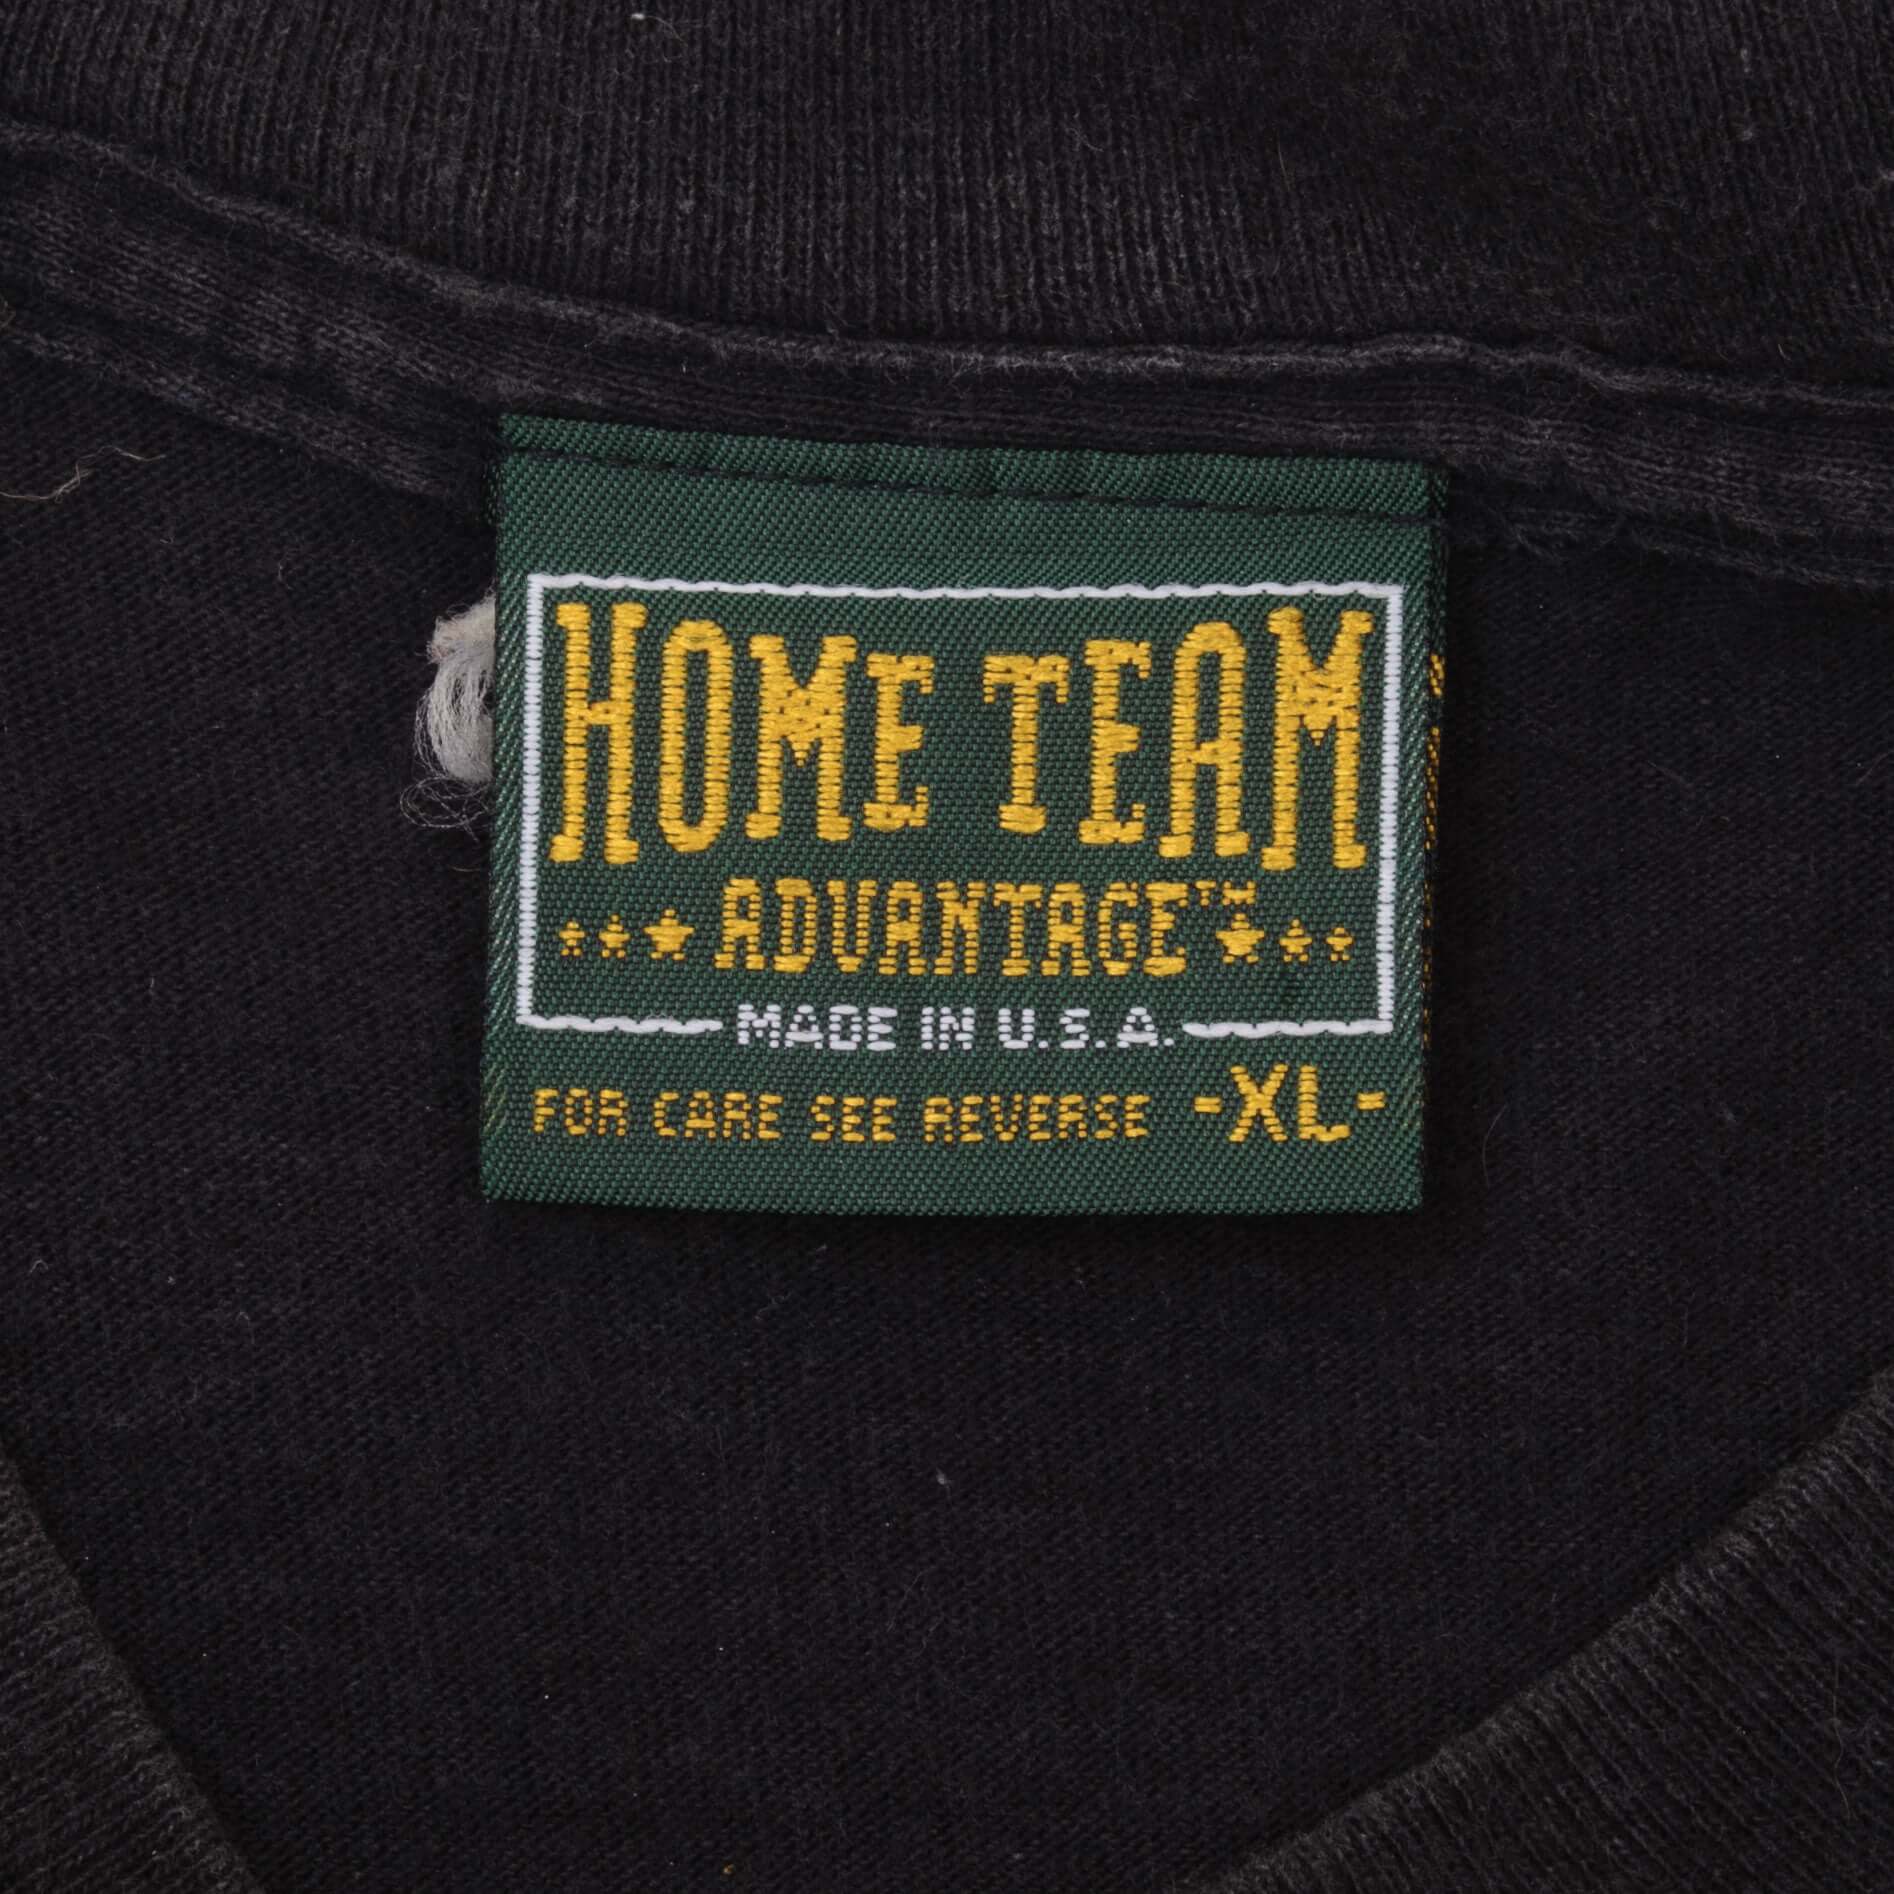 HOME TEAM
ADVANTAGE™
MADE IN U.S.A.
FOR CARE SEE REVERSE -XL-